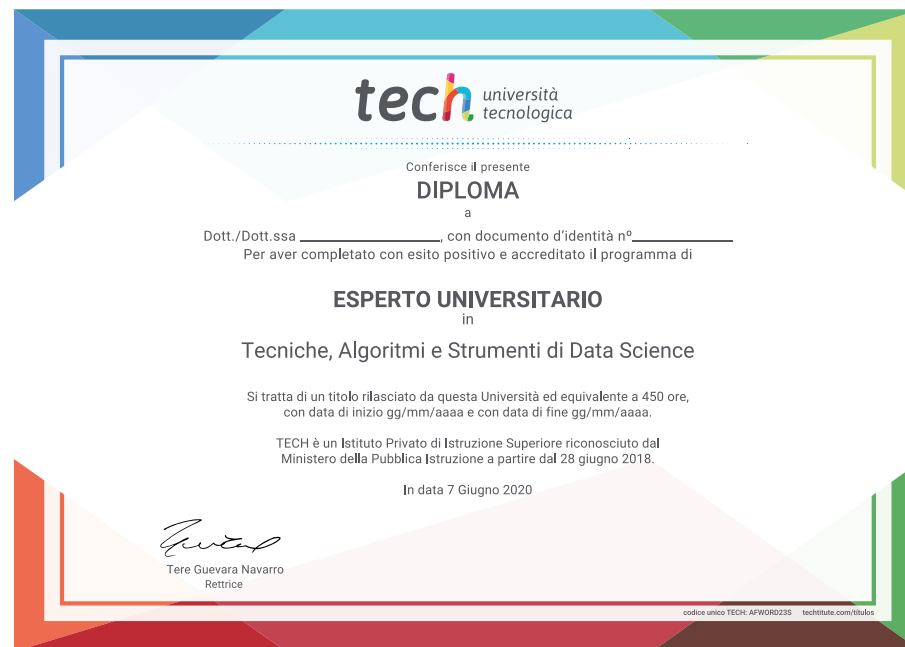 tech università
tecnologica
Conferisce il presente
DIPLOMA
a
Dott./Dott.ssa ____________, con documento d'identità nº____________
Per aver completato con esito positivo e accreditato il programma di
ESPERTO UNIVERSITARIO
in
Tecniche, Algoritmi e Strumenti di Data Science
Si tratta di un titolo rilasciato da questa Università ed equivalente a 450 ore,
con data di inizio gg/mm/aaaa e con data di fine gg/mm/aaaa.
TECH è un Istituto Privato di Istruzione Superiore riconosciuto dal
Ministero della Pubblica Istruzione a partire dal 28 giugno 2018.
In data 7 Giugno 2020
Tere Guevara Navarro
Rettrice
codice unico TECH: AFWORD23S techtitute.com/titulos